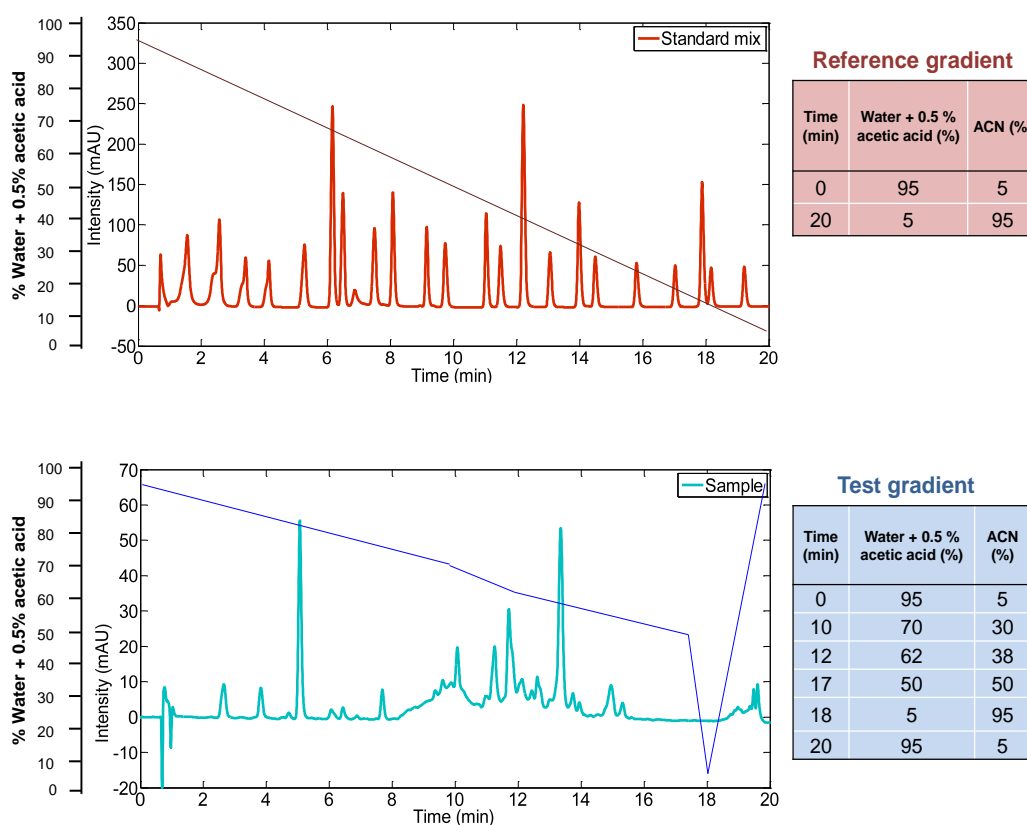 % Water + 0.5% acetic acid
100
90
80
70
60
50
40
30
20
10
0
Intensity (mAU)
350
300
250
200
150
100
50
0
-50
Standard mix
0 2 4 6 8 10 12 14 16 18 20
Time (min)
Reference gradient
Time (min) Water + 0.5 % acetic acid (%) ACN (%
0 95 5
20 5 95
% Water + 0.5% acetic acid
100
90
80
70
60
50
40
30
20
10
0
Intensity (mAU)
70
60
50
40
30
20
10
0
-10
-20
Sample
0 2 4 6 8 10 12 14 16 18 20
Time (min)
Test gradient
Time (min) Water + 0.5 % acetic acid (%) ACN (%)
0 95 5
10 70 30
12 62 38
17 50 50
18 5 95
20 95 5